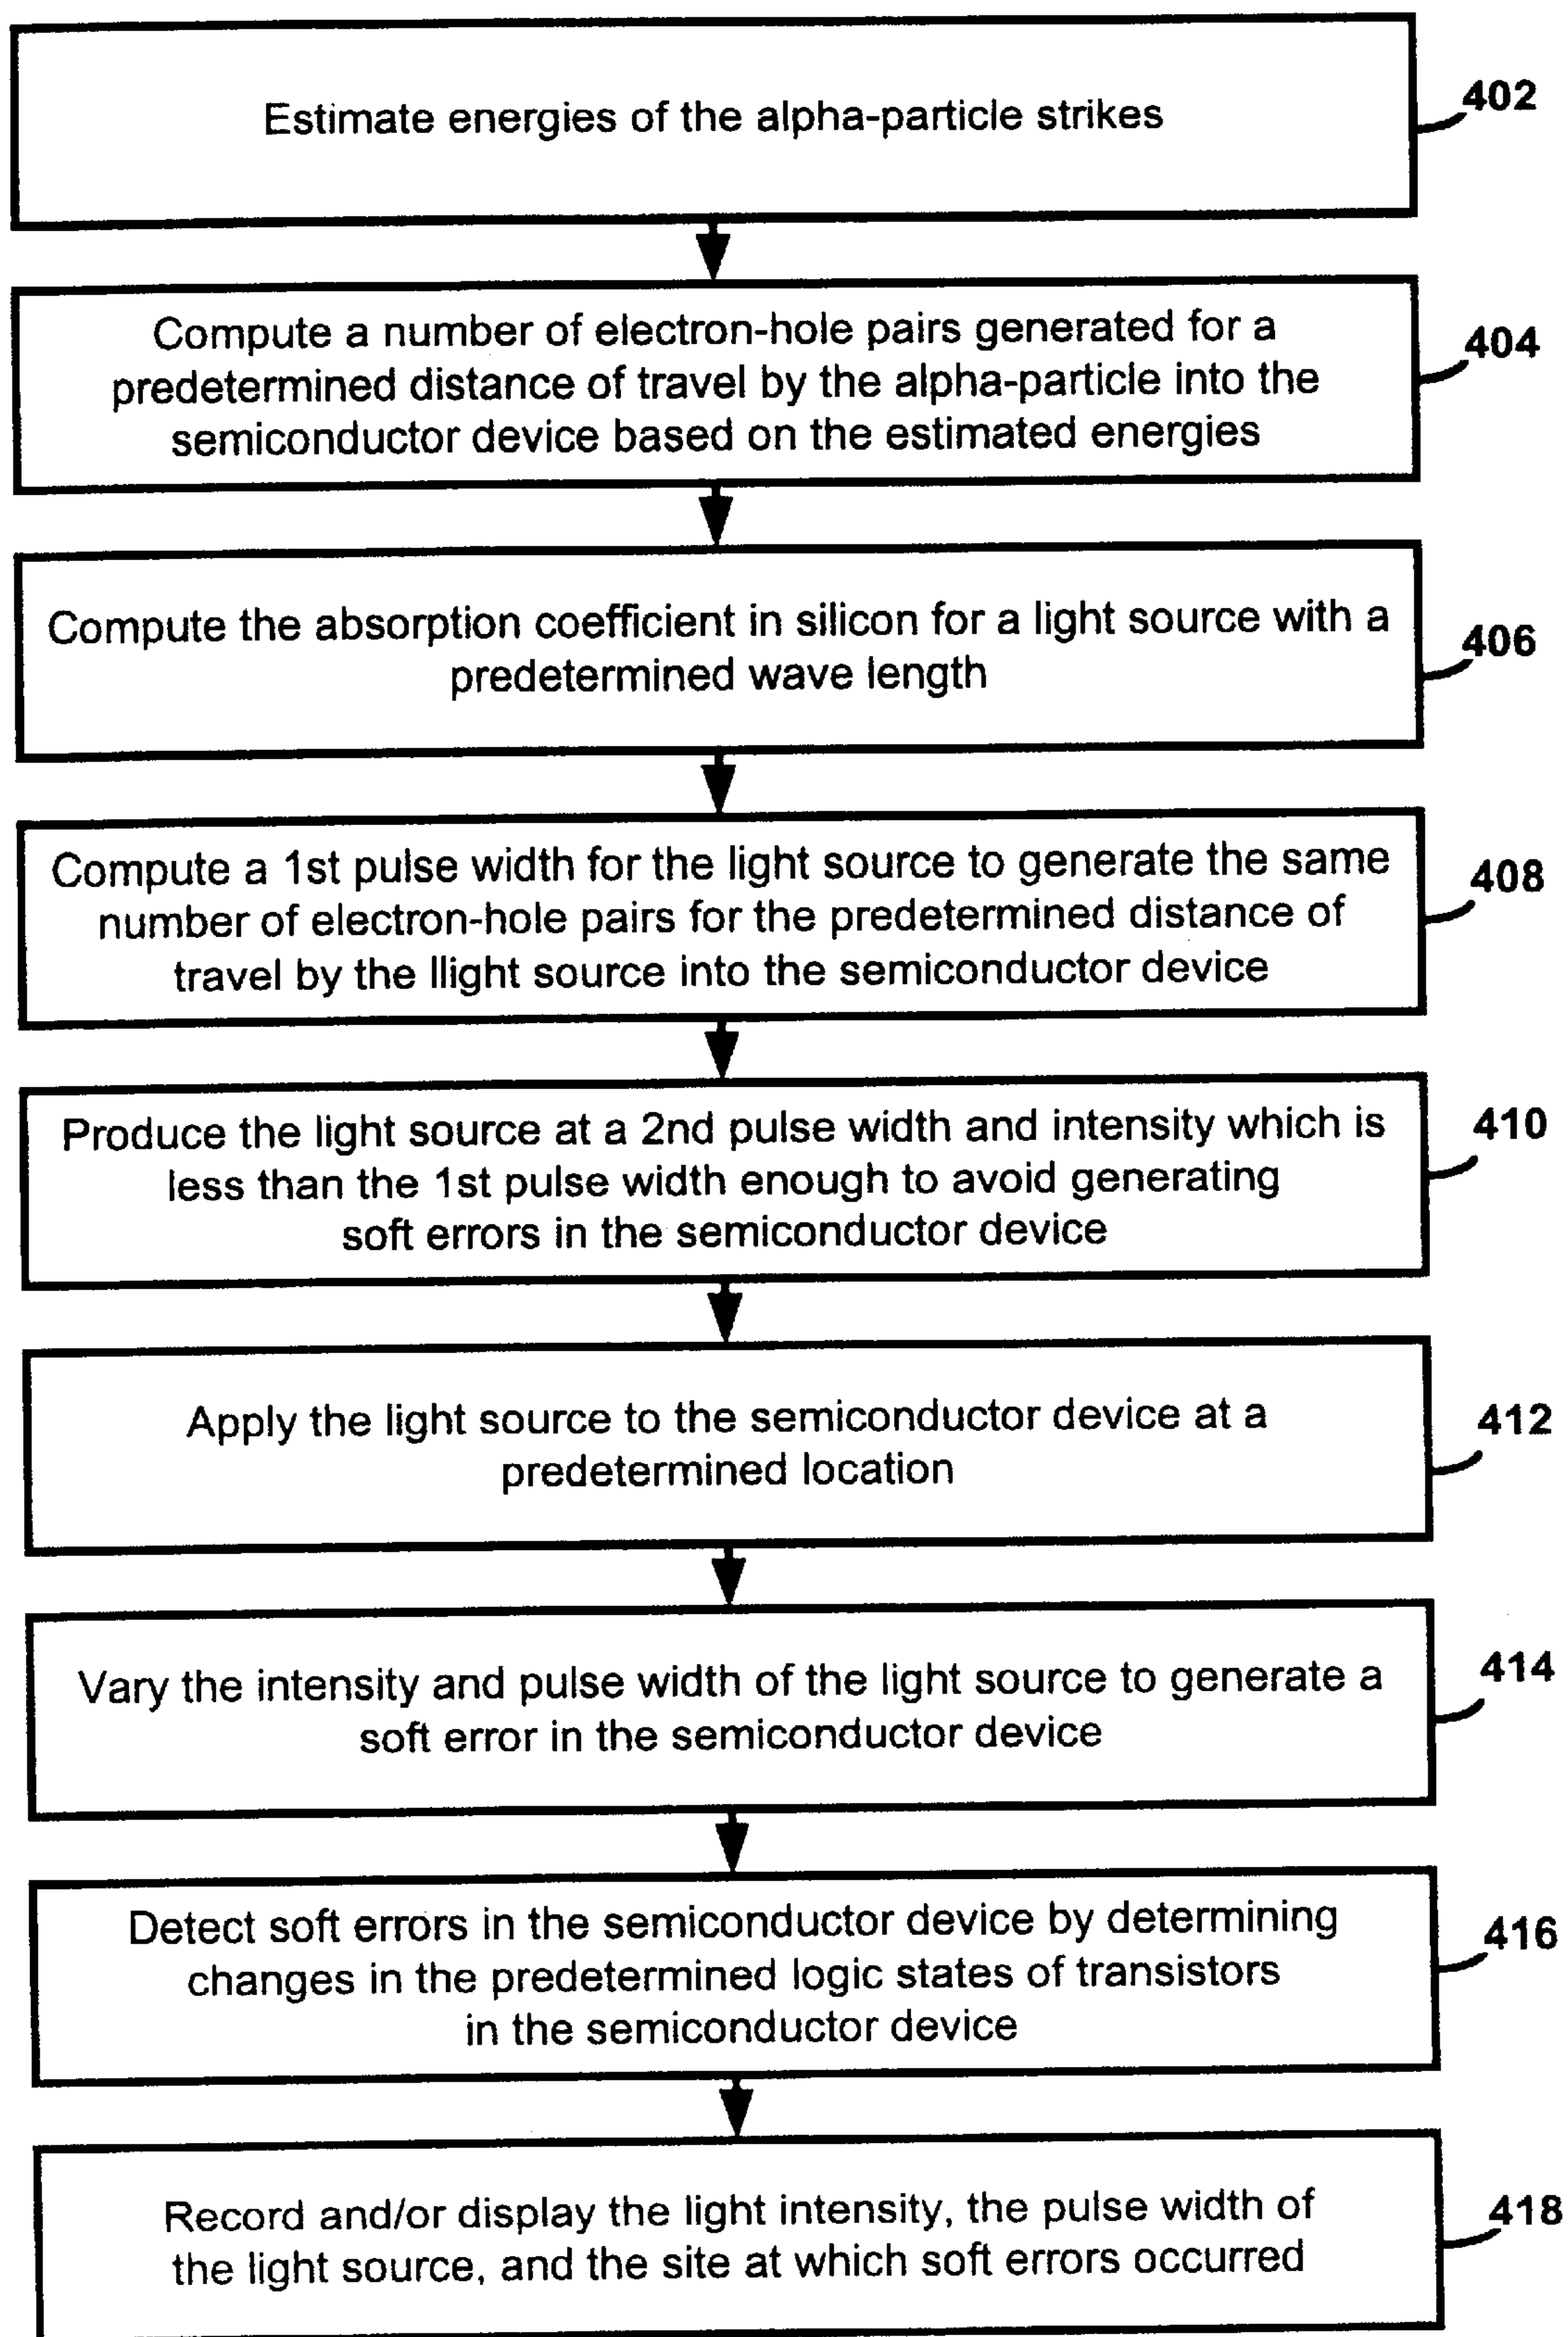 Estimate energies of the alpha-particle strikes
402
Compute a number of electron-hole pairs generated for a
predetermined distance of travel by the alpha-particle into the
semiconductor device based on the estimated energies
404
Compute the absorption coefficient in silicon for a light source with a
predetermined wave length
406
Compute a 1st pulse width for the light source to generate the same
number of electron-hole pairs for the predetermined distance of
travel by the llight source into the semiconductor device
408
Produce the light source at a 2nd pulse width and intensity which is
less than the 1st pulse width enough to avoid generating
soft errors in the semiconductor device
410
Apply the light source to the semiconductor device at a
predetermined location
412
Vary the intensity and pulse width of the light source to generate a
soft error in the semiconductor device
414
Detect soft errors in the semiconductor device by determining
changes in the predetermined logic states of transistors
in the semiconductor device
416
Record and/or display the light intensity, the pulse width of
the light source, and the site at which soft errors occurred
418